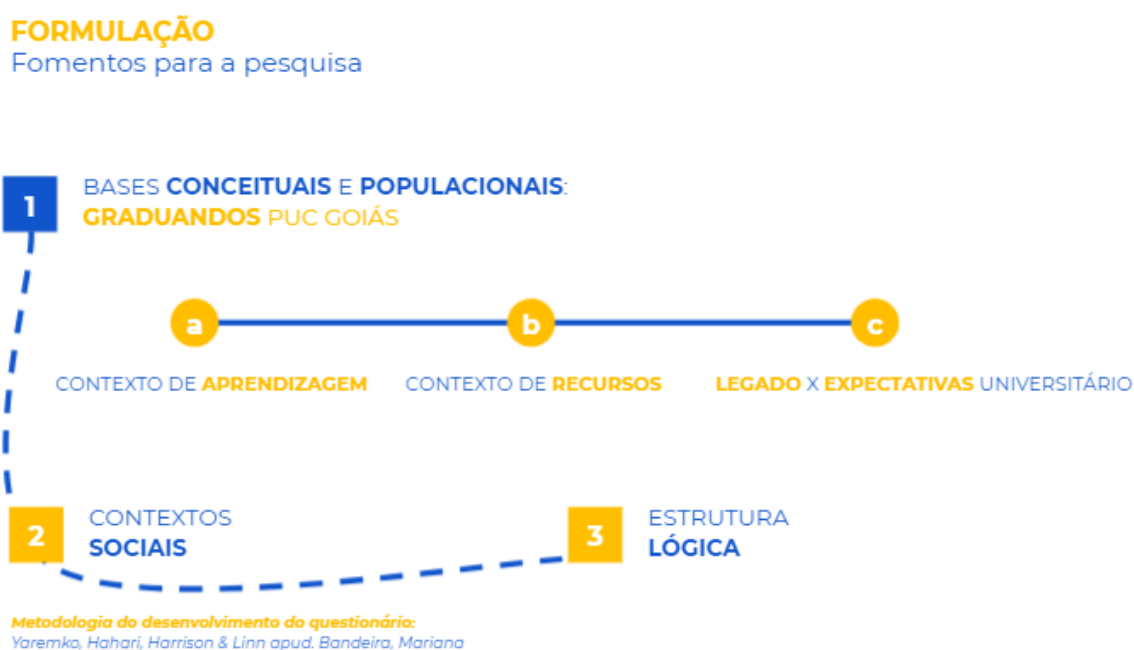 FORMULAÇÃO
Fomentos para a pesquisa
1
BASES CONCEITUAIS E POPULACIONAIS:
GRADUANDOS PUC GOIÁS
a
b
c
CONTEXTO DE APRENDIZAGEM
CONTEXTO DE RECURSOS
LEGADO X EXPECTATIVAS UNIVERSITÁRIO
2
CONTEXTOS
SOCIAIS
3
ESTRUTURA
LÓGICA
Metodologia do desenvolvimento do questionário:
Yaremko, Hahari, Harrison & Linn apud. Bandeira, Mariana